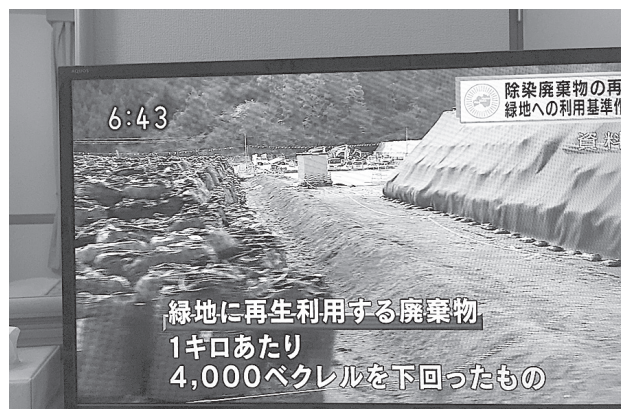 6:43
除染廃棄物の再
緑地への利用基準作
資料
緑地に再生利用する廃棄物
1キロあたり
4,000ベクレルを下回ったもの